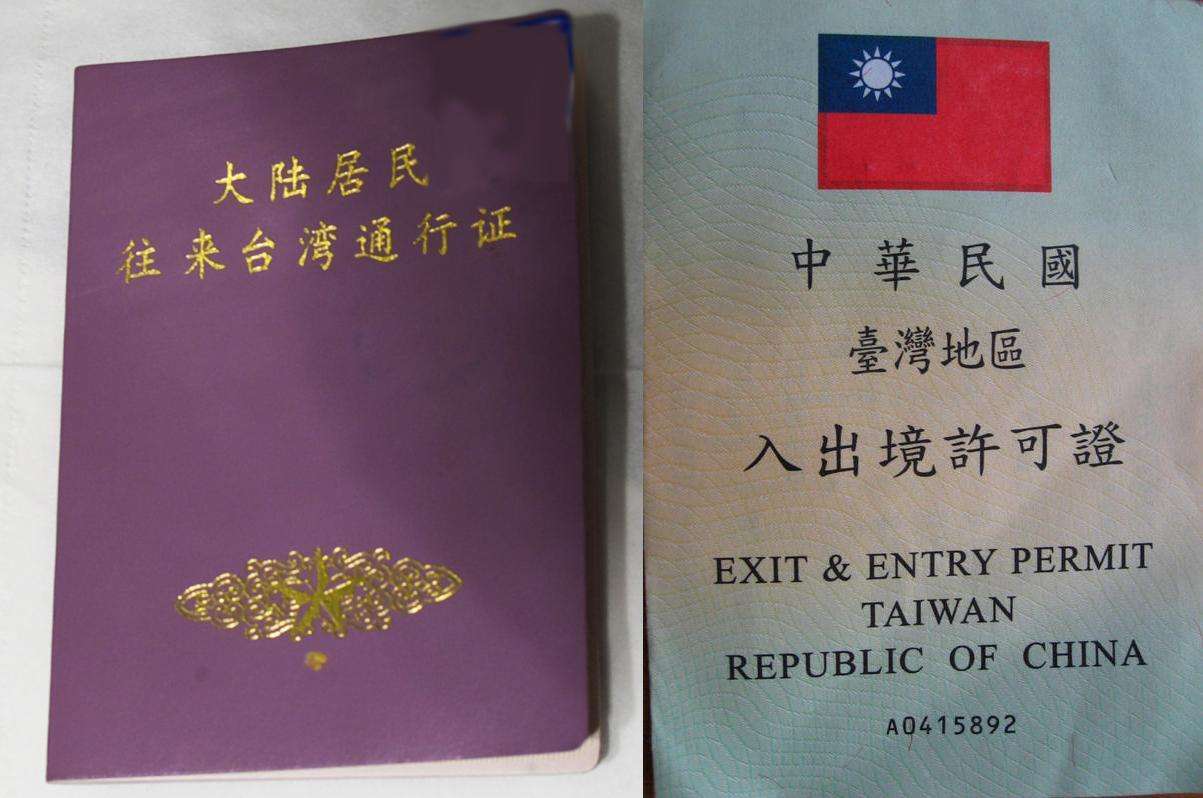 大陆居民
往来台湾通行证
中華民國
臺灣地區
入出境許可證
EXIT & ENTRY PERMIT
TAIWAN
REPUBLIC OF CHINA
A0415892